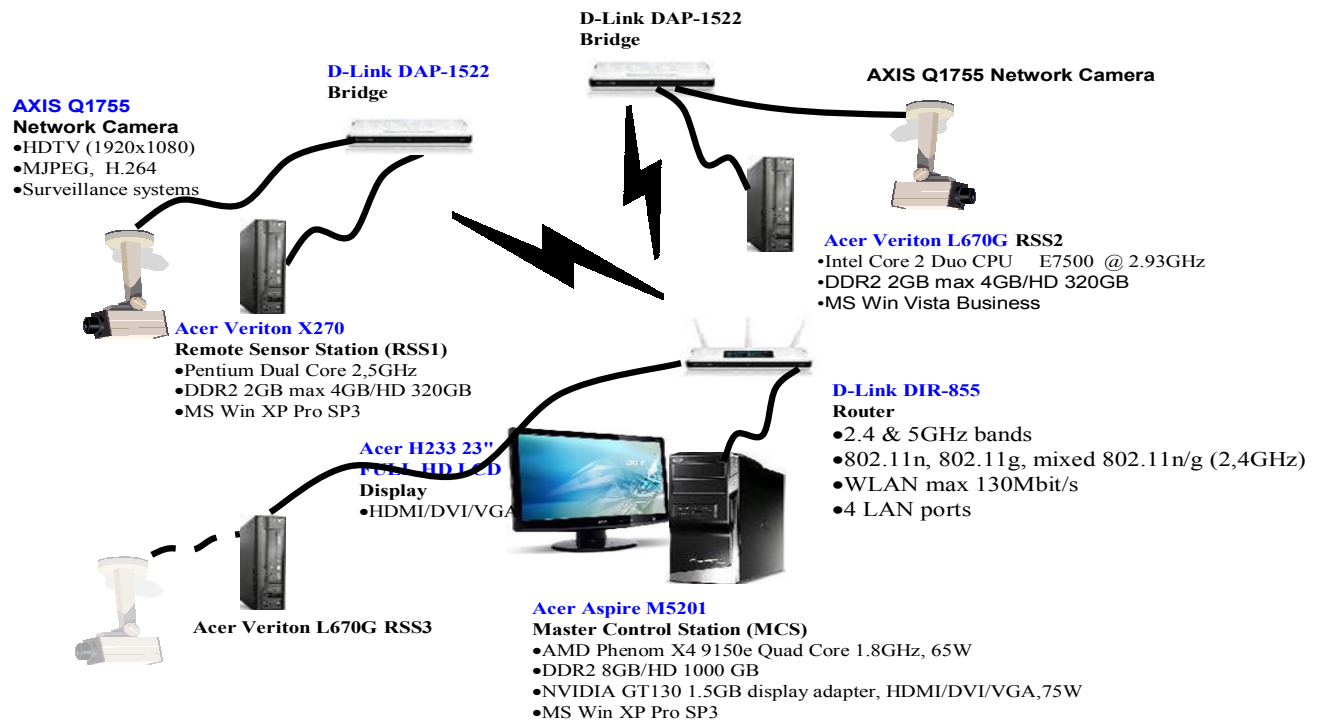 D-Link DAP-1522
Bridge
D-Link DAP-1522
Bridge
AXIS Q1755 Network Camera
AXIS Q1755
Network Camera
•HDTV (1920x1080)
•MJPEG, H.264
•Surveillance systems
Acer Veriton L670G RSS2
•Intel Core 2 Duo CPU E7500 @ 2.93GHz
•DDR2 2GB max 4GB/HD 320GB
•MS Win Vista Business
Acer Veriton X270
Remote Sensor Station (RSS1)
•Pentium Dual Core 2,5GHz
•DDR2 2GB max 4GB/HD 320GB
•MS Win XP Pro SP3
D-Link DIR-855
Router
•2.4 & 5GHz bands
•802.11n, 802.11g, mixed 802.11n/g (2,4GHz)
•WLAN max 130Mbit/s
•4 LAN ports
Acer H233 23"
FULL HD LCD
Display
•HDMI/DVI/VGA
Acer Veriton L670G RSS3
Acer Aspire M5201
Master Control Station (MCS)
•AMD Phenom X4 9150e Quad Core 1.8GHz, 65W
•DDR2 8GB/HD 1000 GB
•NVIDIA GT130 1.5GB display adapter, HDMI/DVI/VGA,75W
•MS Win XP Pro SP3